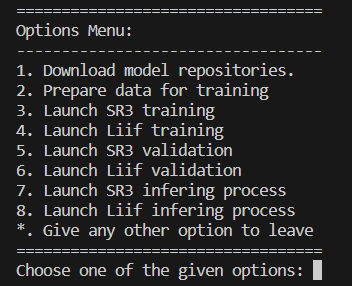 ==================================
Options Menu:
----------------------------------
1. Download model repositories.
2. Prepare data for training
3. Launch SR3 training
4. Launch Liif training
5. Launch SR3 validation
6. Launch Liif validation
7. Launch SR3 infering process
8. Launch Liif infering process
*. Give any other option to leave
==================================
Choose one of the given options: